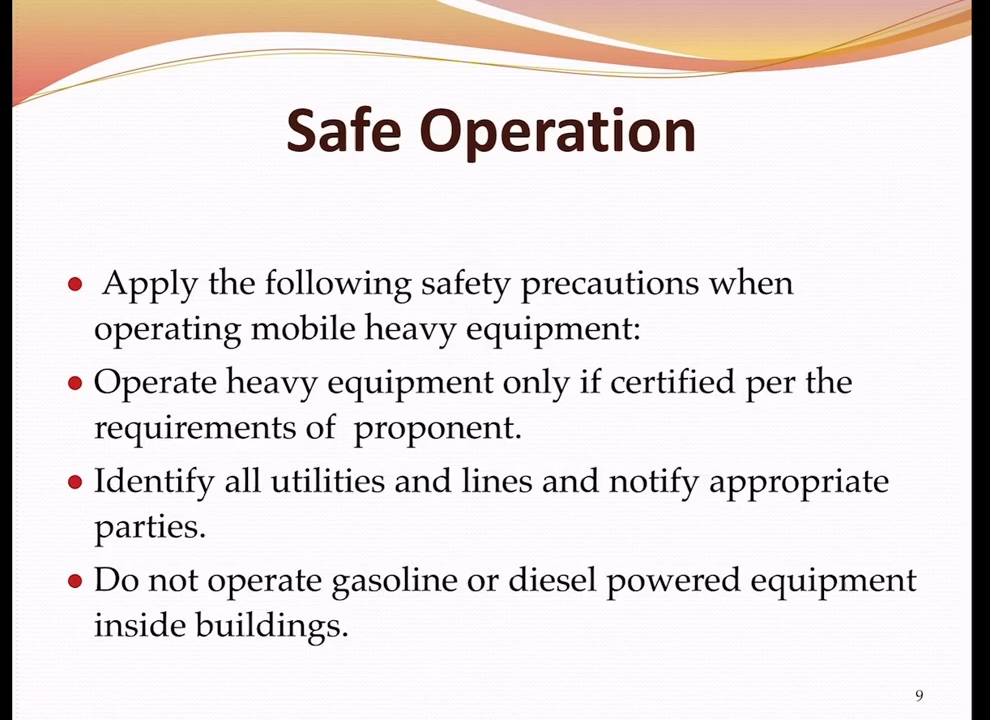 Safe Operation
• Apply the following safety precautions when
operating mobile heavy equipment:
• Operate heavy equipment only if certified per the
requirements of proponent.
• Identify all utilities and lines and notify appropriate
parties.
• Do not operate gasoline or diesel powered equipment
inside buildings.
9